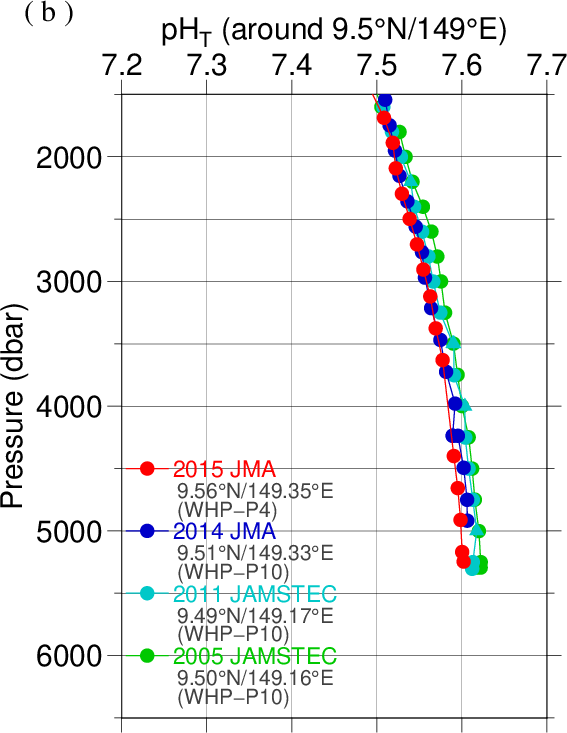 ( b )
pH_T (around 9.5°N/149°E)
7.2 7.3 7.4 7.5 7.6 7.7
Pressure (dbar)
2000
3000
4000
5000
6000
2015 JMA
9.56°N/149.35°E
(WHP−P4)
2014 JMA
9.51°N/149.33°E
(WHP−P10)
2011 JAMSTEC
9.49°N/149.17°E
(WHP−P10)
2005 JAMSTEC
9.50°N/149.16°E
(WHP−P10)